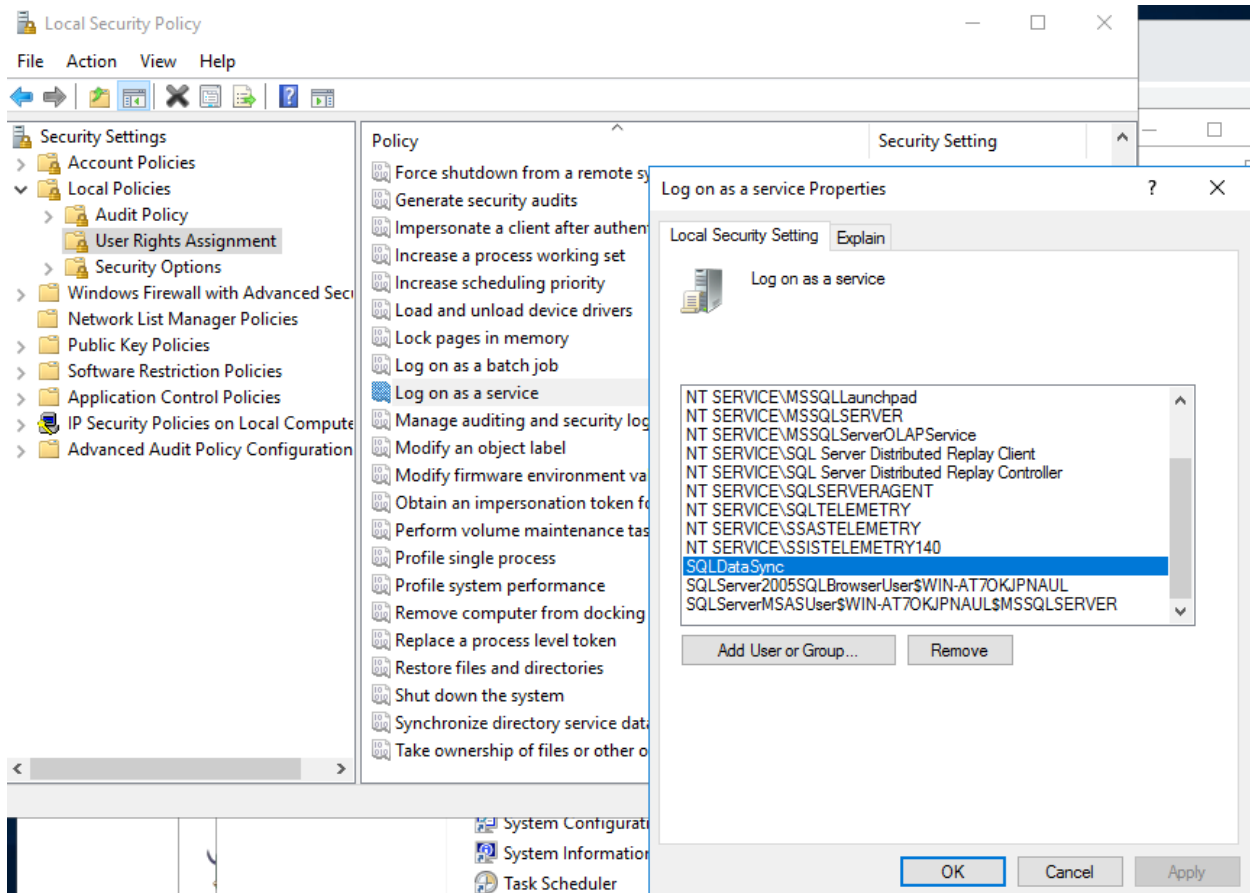 Local Security Policy
File Action View Help
Security Settings
Account Policies
Local Policies
Audit Policy
User Rights Assignment
Security Options
Windows Firewall with Advanced Secu
Network List Manager Policies
Public Key Policies
Software Restriction Policies
Application Control Policies
IP Security Policies on Local Compute
Advanced Audit Policy Configuration
Policy Security Setting
Force shutdown from a remote sy
Generate security audits
Impersonate a client after authen
Increase a process working set
Increase scheduling priority
Load and unload device drivers
Lock pages in memory
Log on as a batch job
Log on as a service
Manage auditing and security log
Modify an object label
Modify firmware environment va
Obtain an impersonation token fo
Perform volume maintenance tas
Profile single process
Profile system performance
Remove computer from docking
Replace a process level token
Restore files and directories
Shut down the system
Synchronize directory service data
Take ownership of files or other o
Log on as a service Properties
Local Security Setting Explain
Log on as a service
NT SERVICE\MSSQLLaunchpad
NT SERVICE\MSSQLSERVER
NT SERVICE\MSSQLServerOLAPService
NT SERVICE\SQL Server Distributed Replay Client
NT SERVICE\SQL Server Distributed Replay Controller
NT SERVICE\SQLSERVERAGENT
NT SERVICE\SQLTELEMETRY
NT SERVICE\SSASTELEMETRY
NT SERVICE\SSISTELEMETRY140
SQLDataSync
SQLServer2005SQLBrowserUser$WIN-AT7OKJPNAUL
SQLServerMSASUser$WIN-AT7OKJPNAUL$MSSQLSERVER
Add User or Group... Remove
OK Cancel Apply
System Configurati
System Information
Task Scheduler